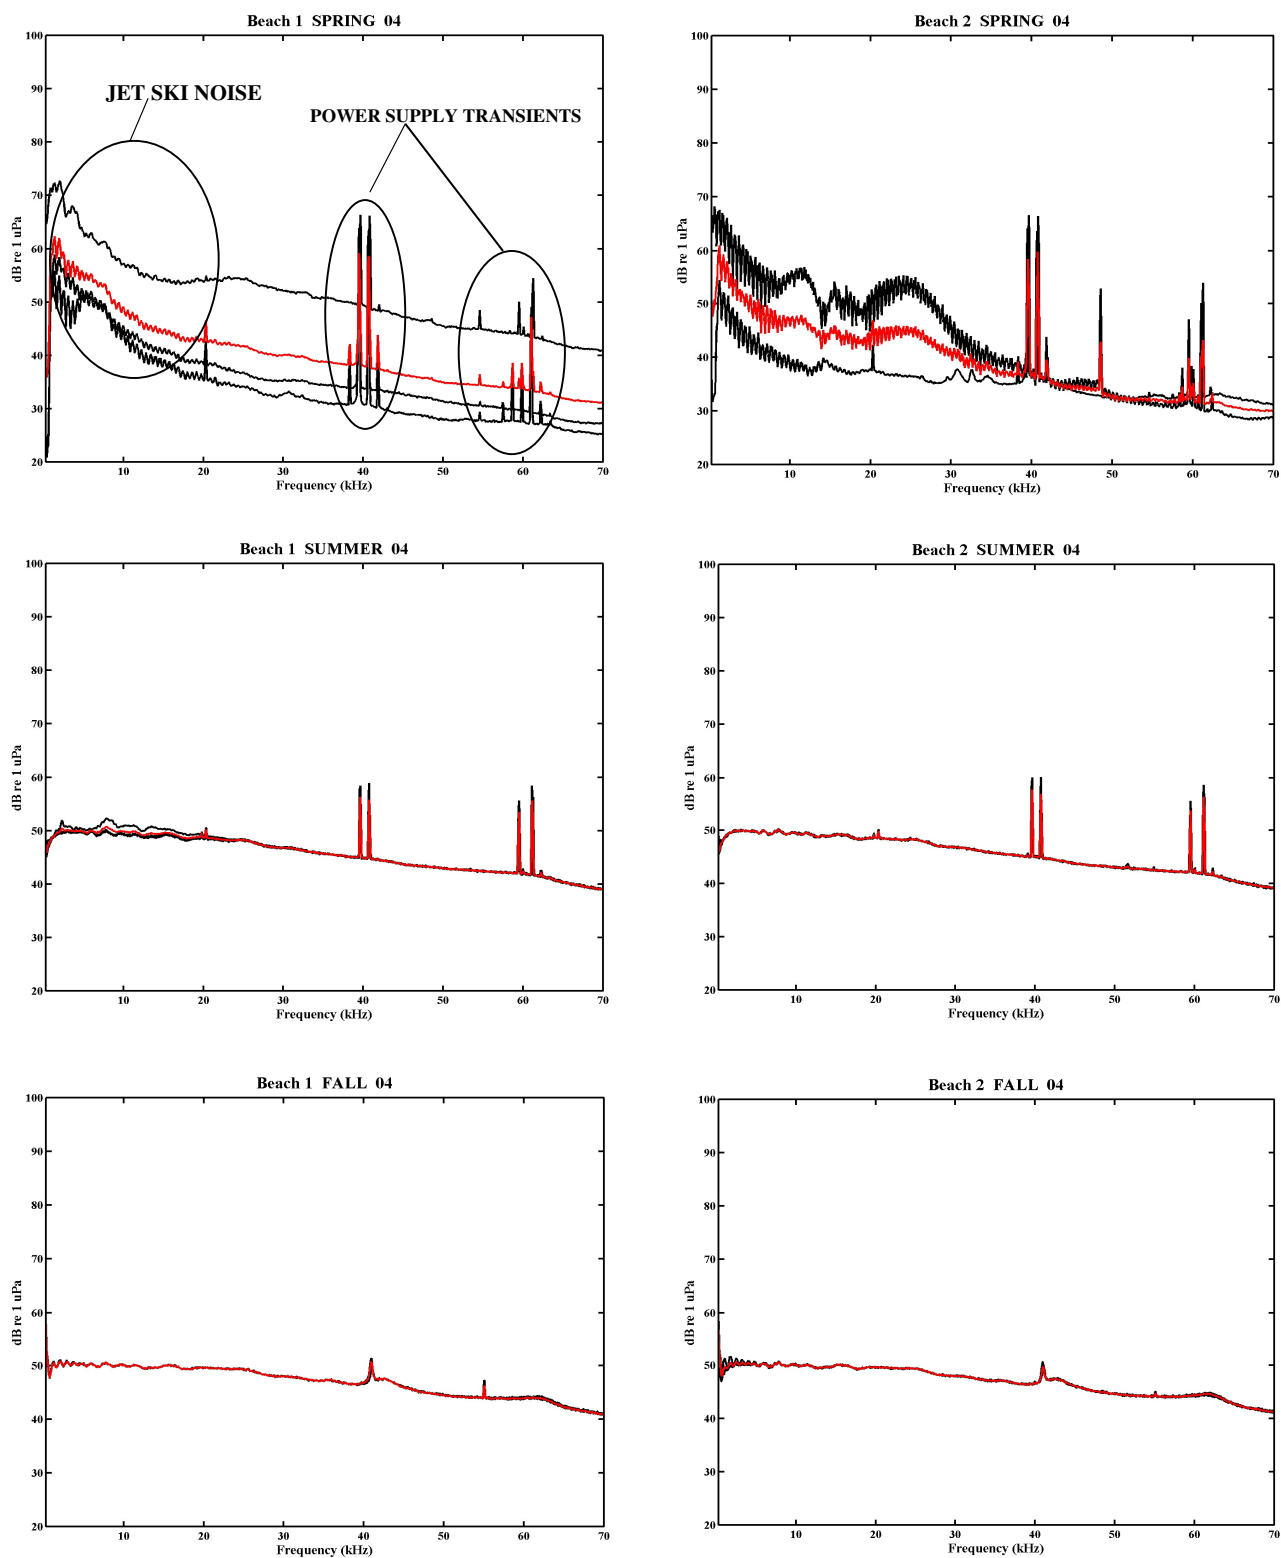 Beach 1 SPRING 04
100
90
80
70
60
50
40
30
20
dB re 1 uPa
JET SKI NOISE
POWER SUPPLY TRANSIENTS
10 20 30 40 50 60 70
Frequency (kHz)
Beach 2 SPRING 04
100
90
80
70
60
50
40
30
20
dB re 1 uPa
10 20 30 40 50 60 70
Frequency (kHz)
Beach 1 SUMMER 04
100
90
80
70
60
50
40
30
20
dB re 1 uPa
10 20 30 40 50 60 70
Frequency (kHz)
Beach 2 SUMMER 04
100
90
80
70
60
50
40
30
20
dB re 1 uPa
10 20 30 40 50 60 70
Frequency (kHz)
Beach 1 FALL 04
100
90
80
70
60
50
40
30
20
dB re 1 uPa
10 20 30 40 50 60 70
Frequency (kHz)
Beach 2 FALL 04
100
90
80
70
60
50
40
30
20
dB re 1 uPa
10 20 30 40 50 60 70
Frequency (kHz)